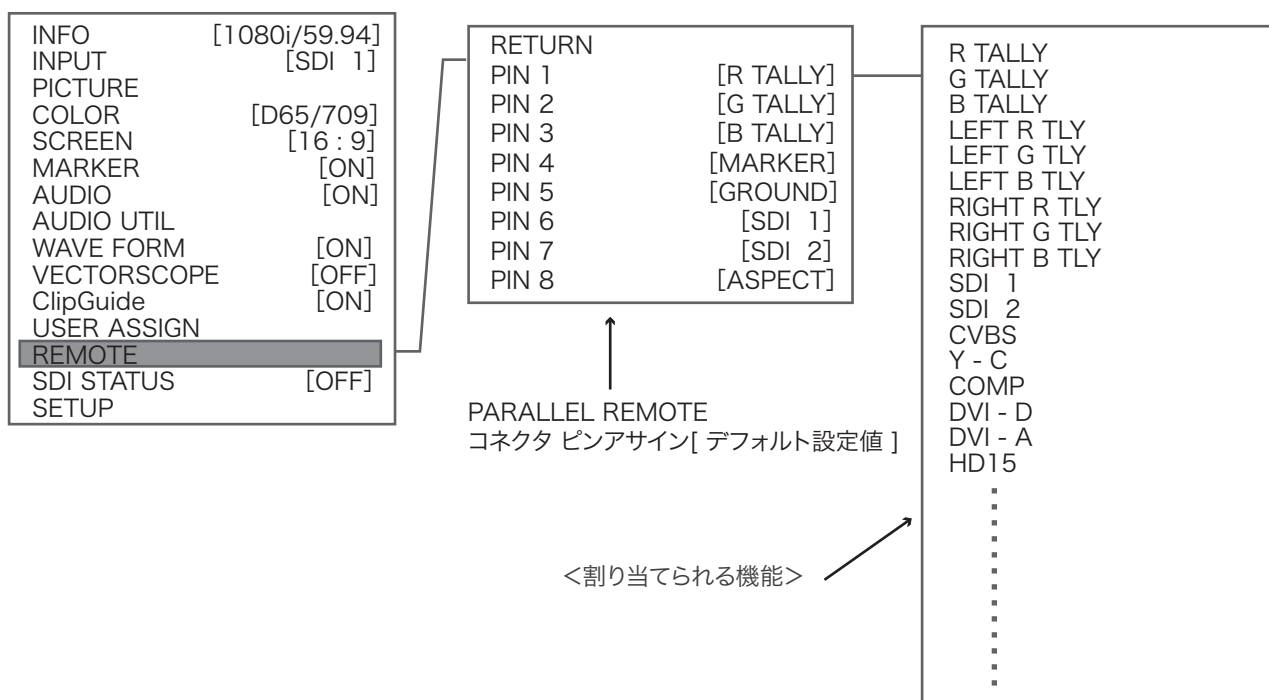 INFO [1080i/59.94]
INPUT [SDI 1]
PICTURE
COLOR [D65/709]
SCREEN [16 : 9]
MARKER [ON]
AUDIO [ON]
AUDIO UTIL
WAVE FORM [ON]
VECTORSCOPE [OFF]
ClipGuide [ON]
USER ASSIGN
REMOTE
SDI STATUS [OFF]
SETUP
RETURN
PIN 1 [R TALLY]
PIN 2 [G TALLY]
PIN 3 [B TALLY]
PIN 4 [MARKER]
PIN 5 [GROUND]
PIN 6 [SDI 1]
PIN 7 [SDI 2]
PIN 8 [ASPECT]
PARALLEL REMOTE
コネクタ ピンアサイン[ デフォルト設定値 ]
＜割り当てられる機能＞
R TALLY
G TALLY
B TALLY
LEFT R TLY
LEFT G TLY
LEFT B TLY
RIGHT R TLY
RIGHT G TLY
RIGHT B TLY
SDI 1
SDI 2
CVBS
Y - C
COMP
DVI - D
DVI - A
HD15